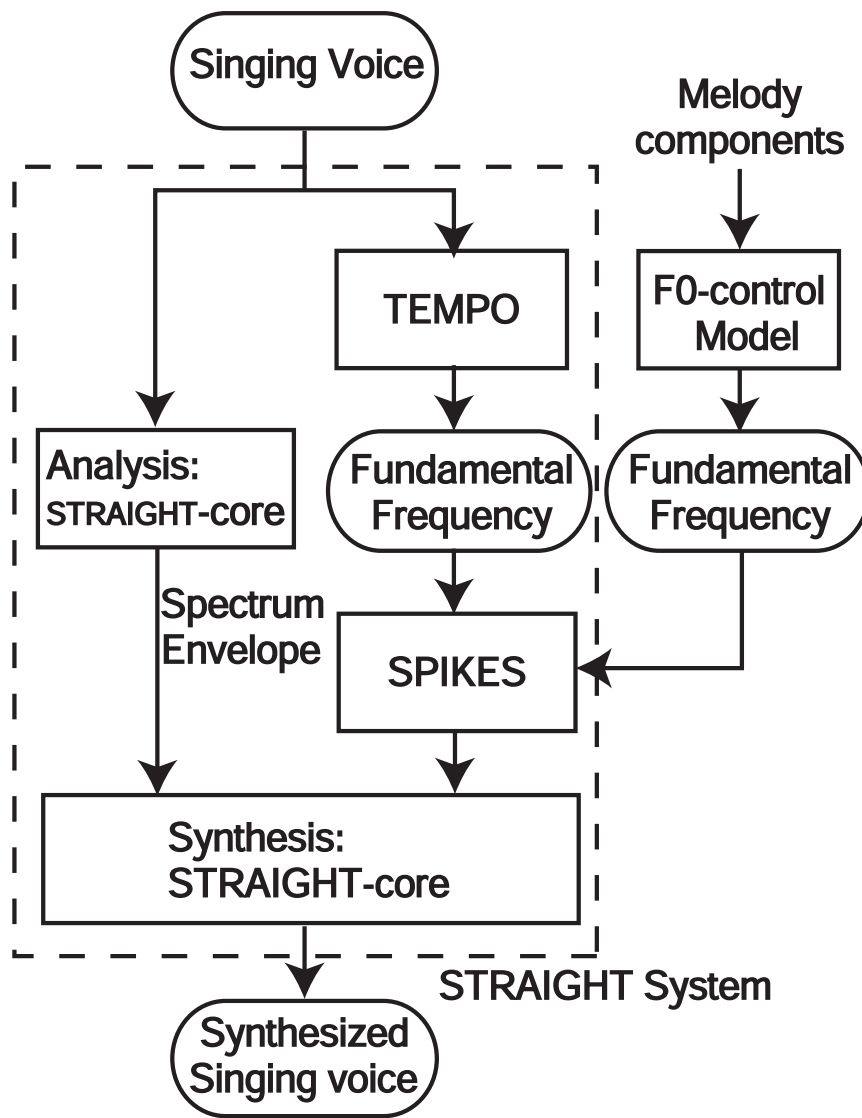 Singing Voice
Melody
components
TEMPO
F0-control
Model
Analysis:
STRAIGHT-core
Fundamental
Frequency
Fundamental
Frequency
Spectrum
Envelope
SPIKES
Synthesis:
STRAIGHT-core
STRAIGHT System
Synthesized
Singing voice